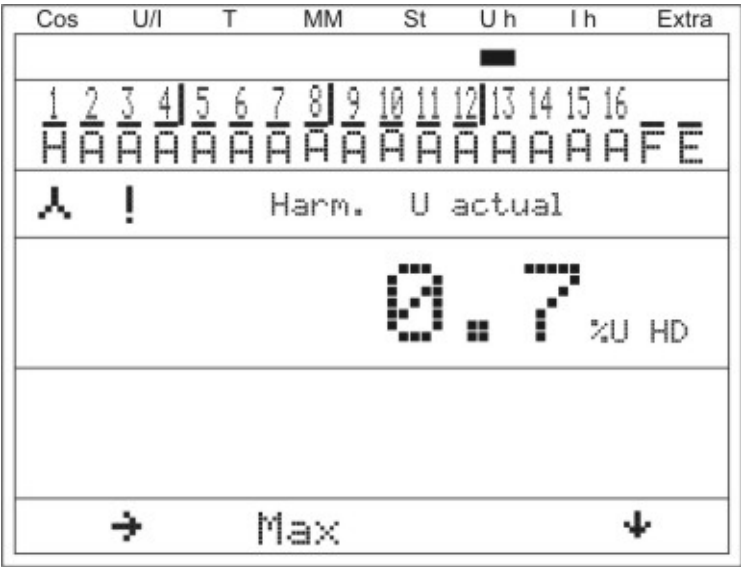 Cos U/I T MM St U h I h Extra
1 2 3 4 5 6 7 8 9 10 11 12 13 14 15 16
H A A A A A A A A A A A A A A A F E
! Harm. U actual
0.7 %U HD
→ Max ↓